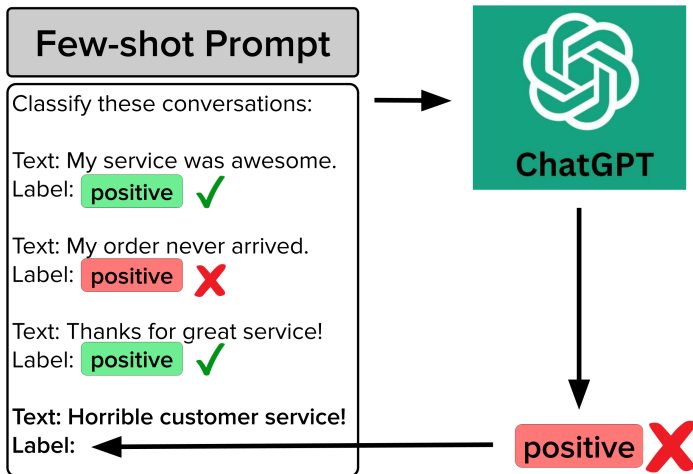 Few-shot Prompt
Classify these conversations:
Text: My service was awesome.
Label: positive
Text: My order never arrived.
Label: positive
Text: Thanks for great service!
Label: positive
Text: Horrible customer service!
Label:
ChatGPT
positive